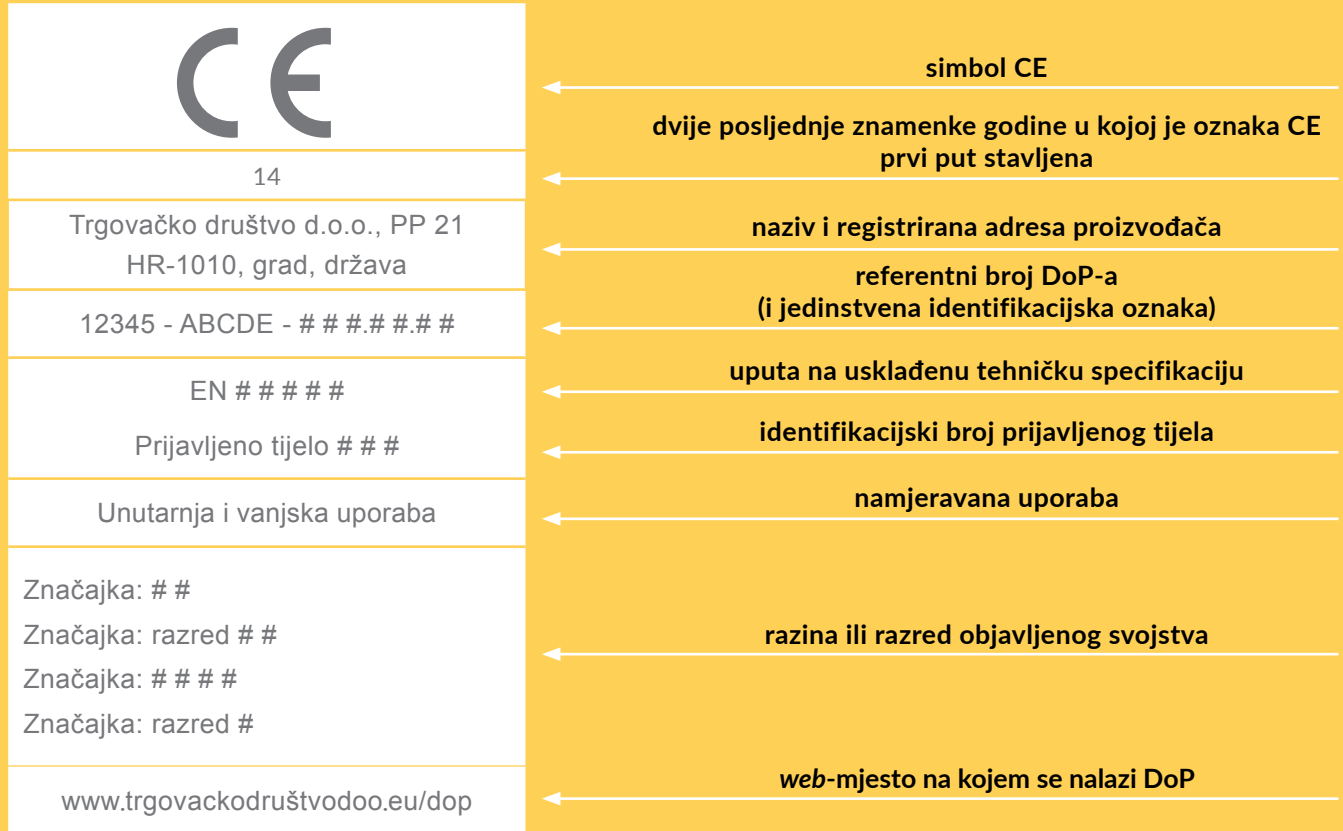 CE
simbol CE
14
dvije posljednje znamenke godine u kojoj je oznaka CE
prvi put stavljena
Trgovačko društvo d.o.o., PP 21
HR-1010, grad, država
naziv i registrirana adresa proizvođača
12345 - ABCDE - # # #.# #.# #
referentni broj DoP-a
(i jedinstvena identifikacijska oznaka)
EN # # # # #
uputa na usklađenu tehničku specifikaciju
Prijavljeno tijelo # # #
identifikacijski broj prijavljenog tijela
Unutarnja i vanjska uporaba
namjeravana uporaba
Značajka: # #
Značajka: razred # #
Značajka: # # # #
Značajka: razred #
razina ili razred objavljenog svojstva
www.trgovackodruštvodoo.eu/dop
web-mjesto na kojem se nalazi DoP